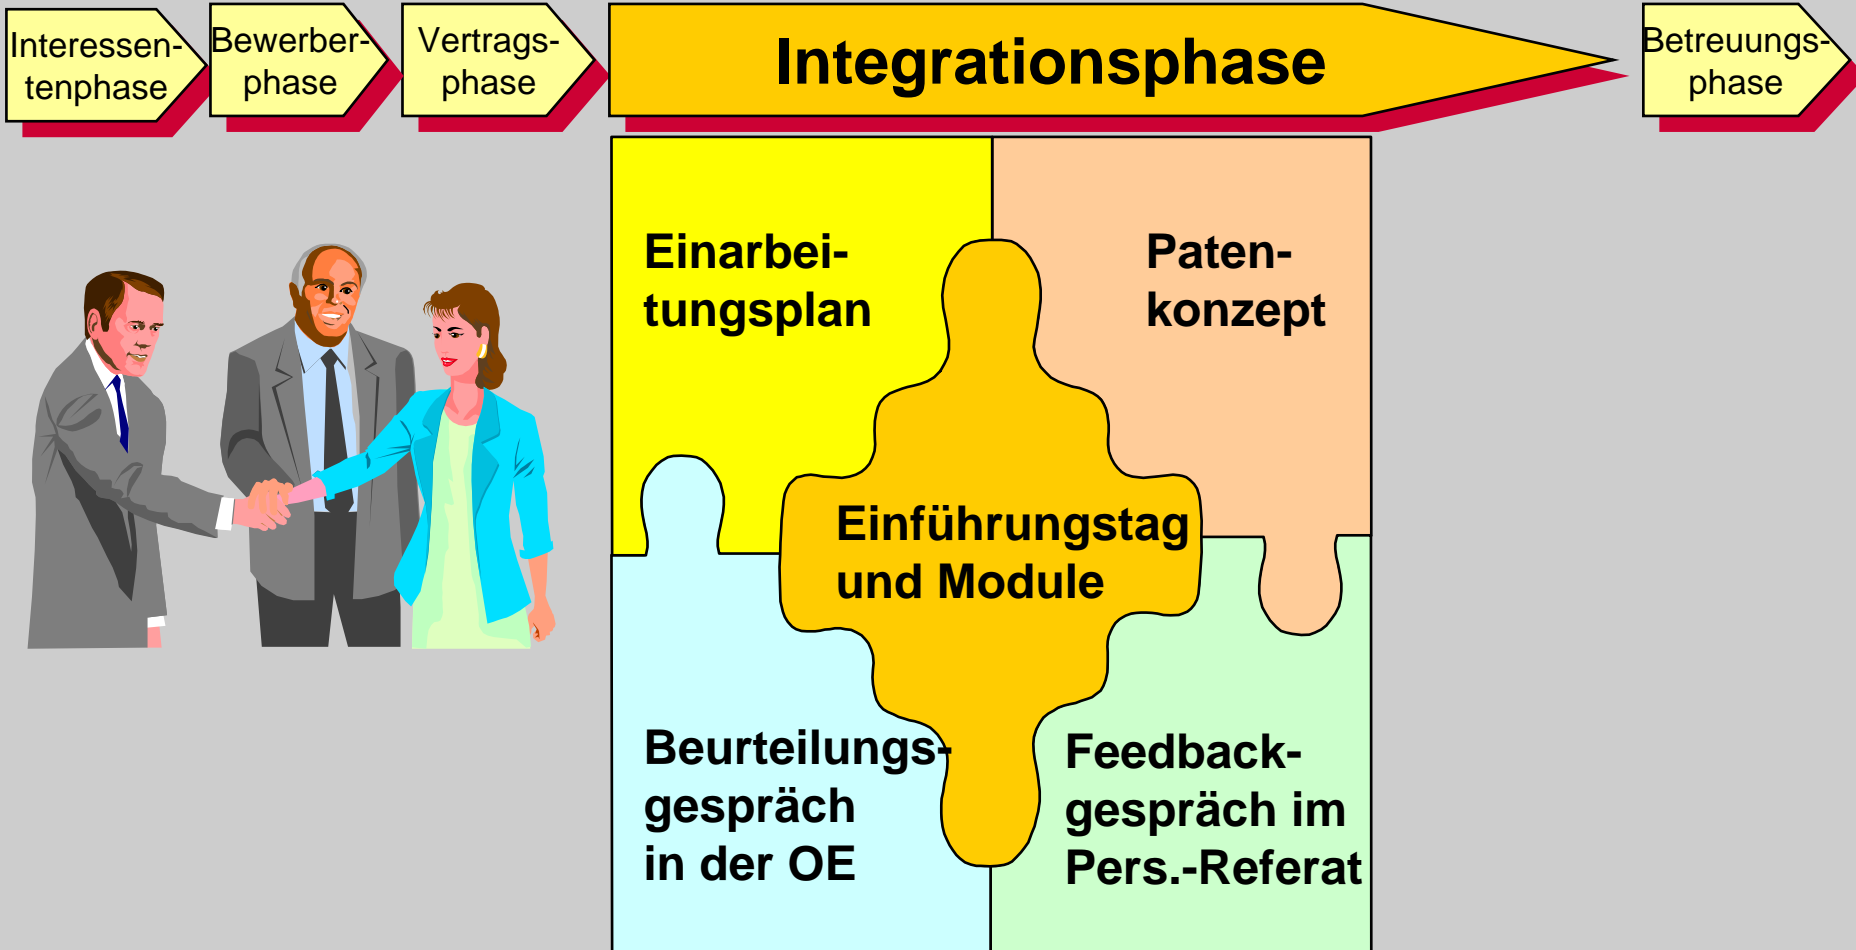 Interessen-
tenphase
Bewerber-
phase
Vertrags-
phase
Integrationsphase
Betreuungs-
phase
Einarbei-
tungsplan
Paten-
konzept
Einführungstag
und Module
Beurteilungs-
gespräch
in der OE
Feedback-
gespräch im
Pers.-Referat